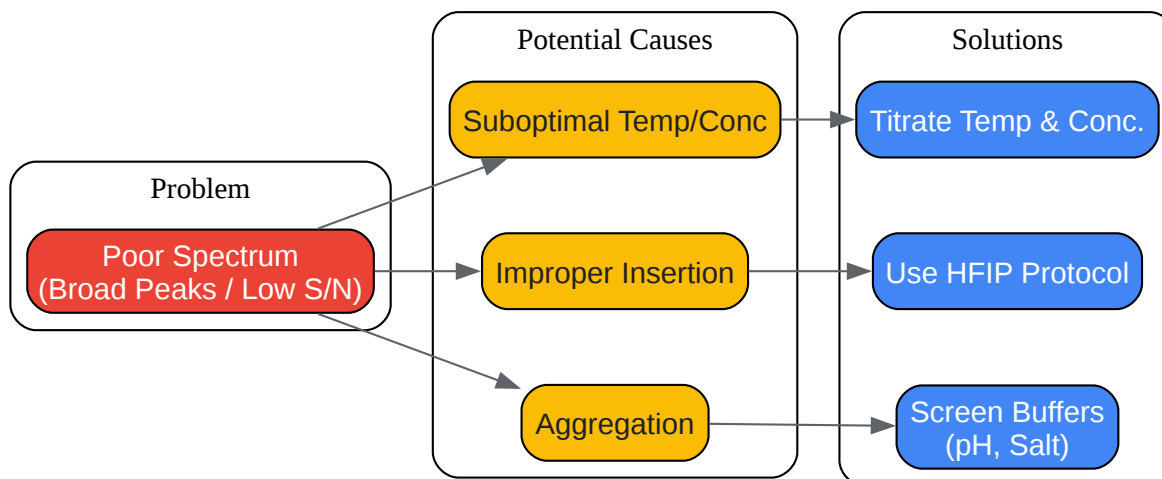 Problem
Poor Spectrum
(Broad Peaks / Low S/N)
Potential Causes
Suboptimal Temp/Conc
Improper Insertion
Aggregation
Solutions
Titrate Temp & Conc.
Use HFIP Protocol
Screen Buffers
(pH, Salt)